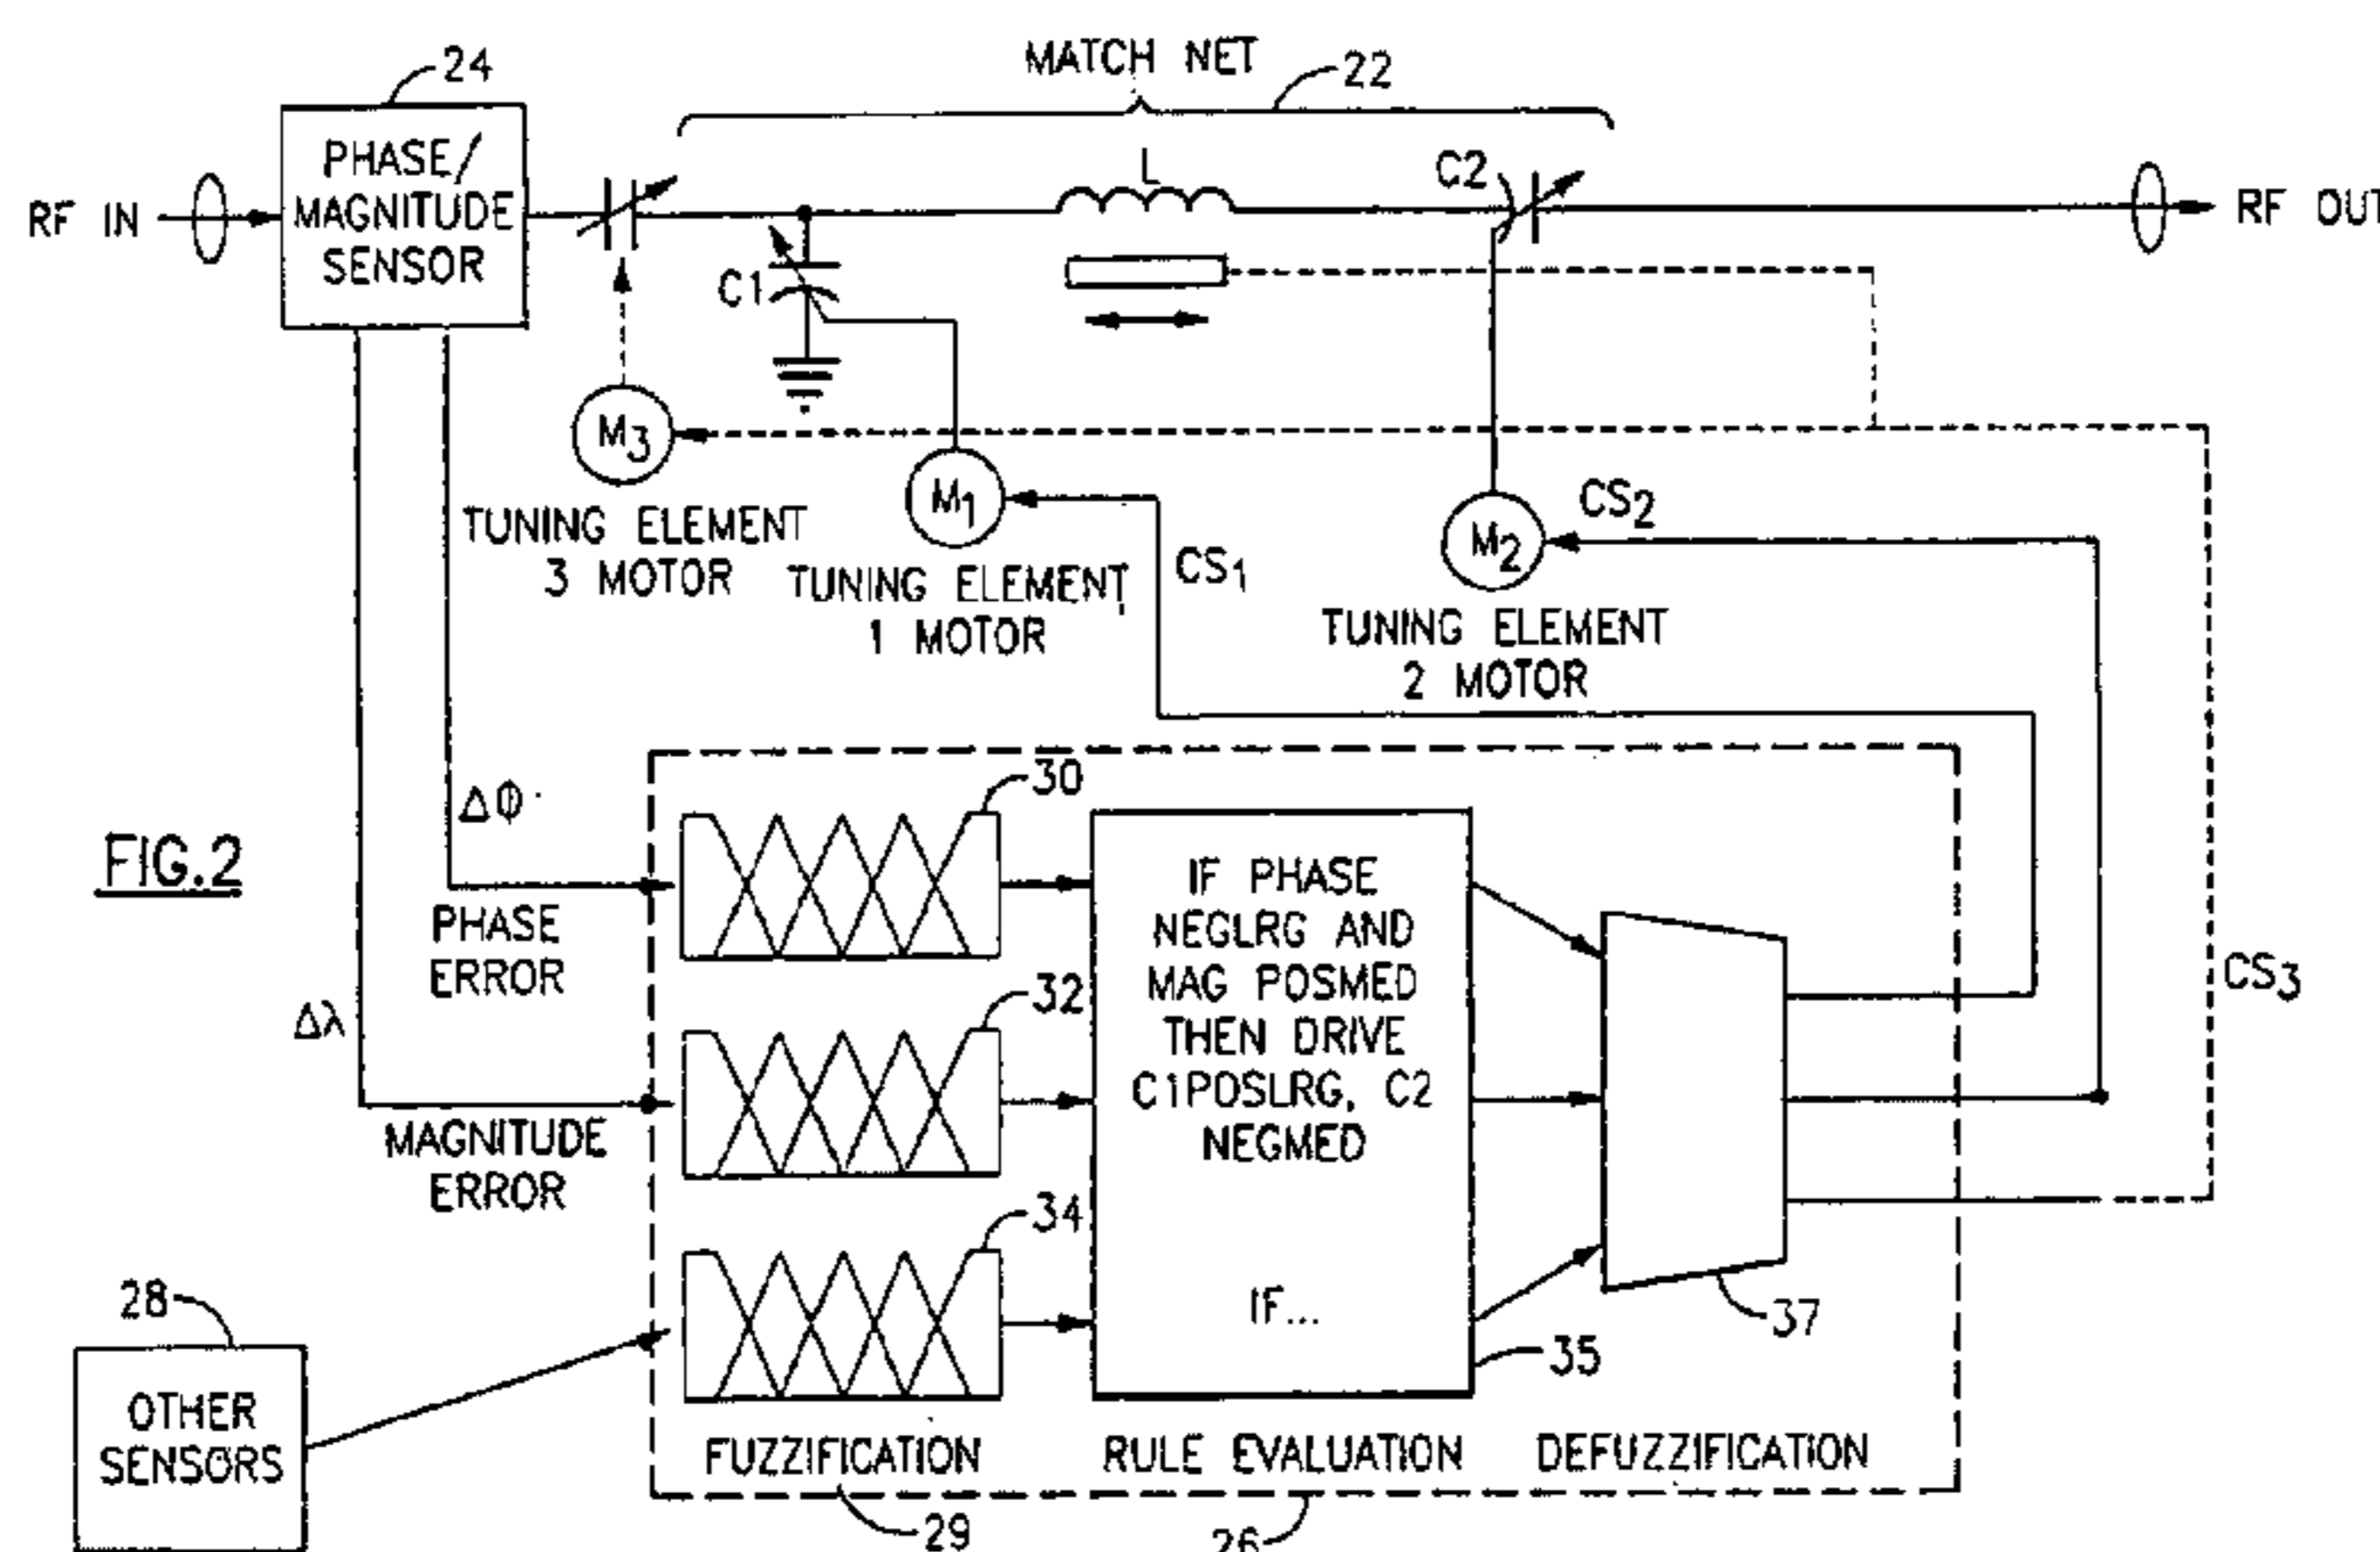 MATCH NET
22
24
PHASE/
MAGNITUDE
SENSOR
RF IN
L
C2
RF OUT
C1
M3
M1
M2
CS2
CS1
TUNING ELEMENT
3 MOTOR
TUNING ELEMENT
1 MOTOR
TUNING ELEMENT
2 MOTOR
FIG.2
ΔΦ
30
PHASE
ERROR
Δλ
32
MAGNITUDE
ERROR
34
IF PHASE
NEGLRG AND
MAG POSMED
THEN DRIVE
C1POSLRG, C2
NEGMED
IF...
CS3
37
35
28
OTHER
SENSORS
FUZZIFICATION
RULE EVALUATION
DEFUZZIFICATION
29
26